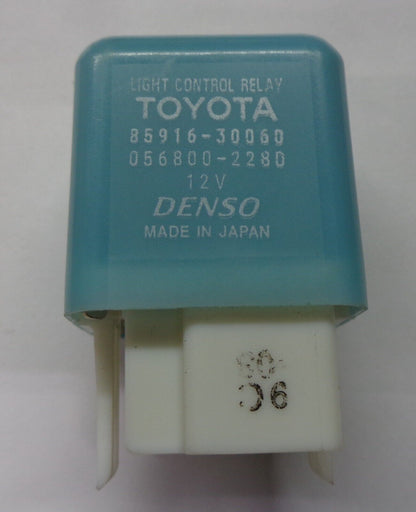 LIGHT CONTROL RELAY
TOYOTA
85916-30060
056800-2280
12V
DENSO
MADE IN JAPAN